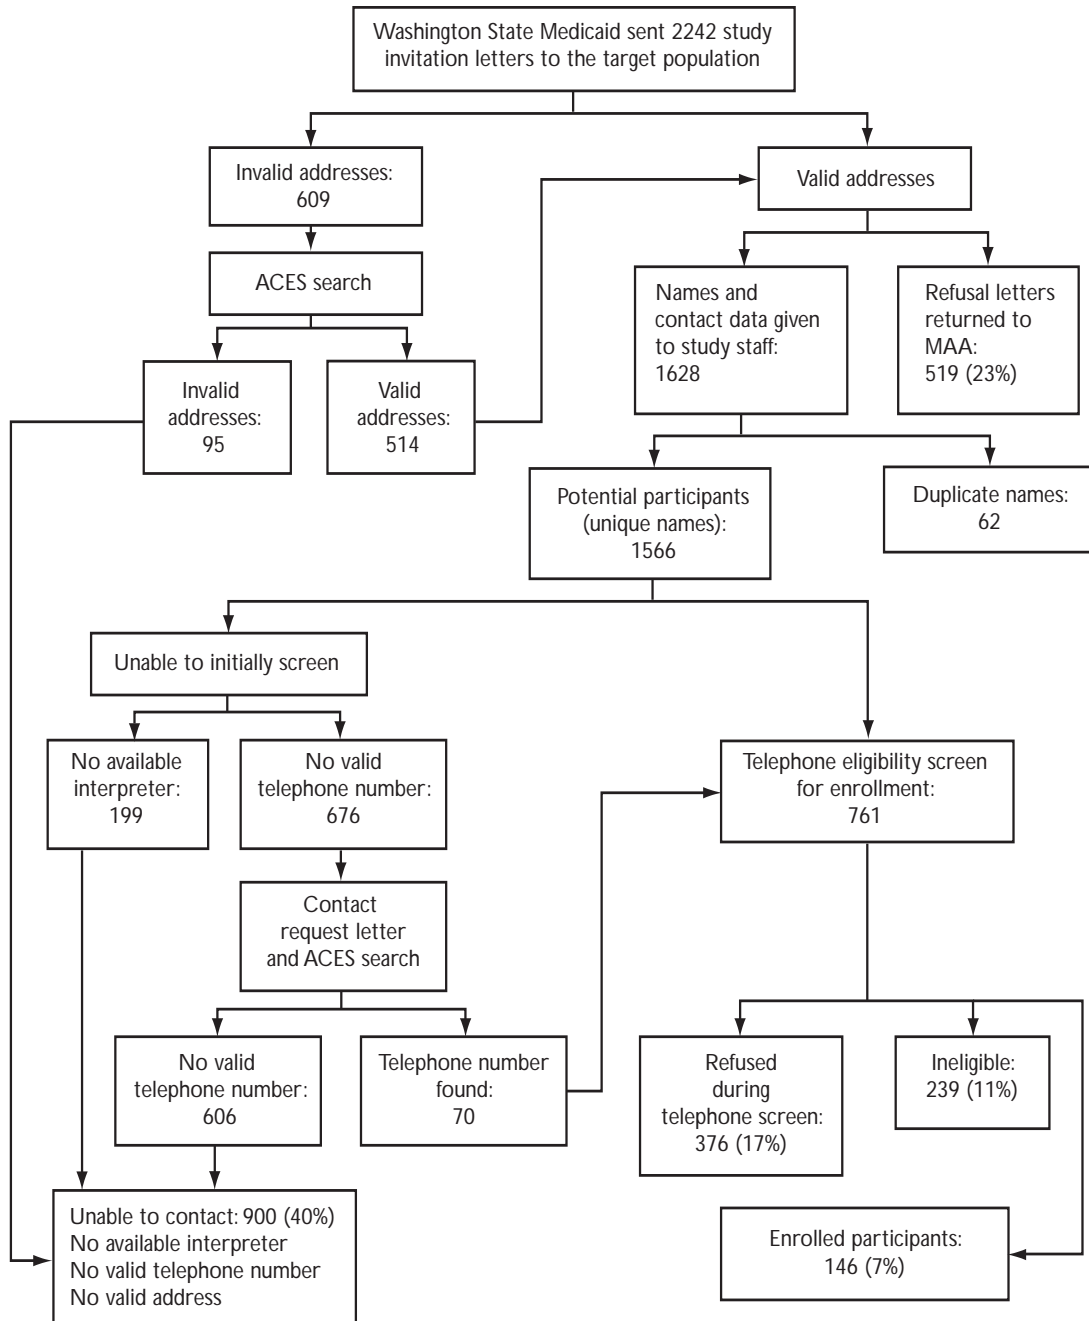 Washington State Medicaid sent 2242 study
invitation letters to the target population
Invalid addresses:
609
Valid addresses
ACES search
Names and
contact data given
to study staff:
1628
Refusal letters
returned to
MAA:
519 (23%)
Invalid
addresses:
95
Valid
addresses:
514
Potential participants
(unique names):
1566
Duplicate names:
62
Unable to initially screen
No available
interpreter:
199
No valid
telephone number:
676
Telephone eligibility screen
for enrollment:
761
Contact
request letter
and ACES search
No valid
telephone number:
606
Telephone number
found:
70
Refused
during
telephone screen:
376 (17%)
Ineligible:
239 (11%)
Unable to contact: 900 (40%)
No available interpreter
No valid telephone number
No valid address
Enrolled participants:
146 (7%)